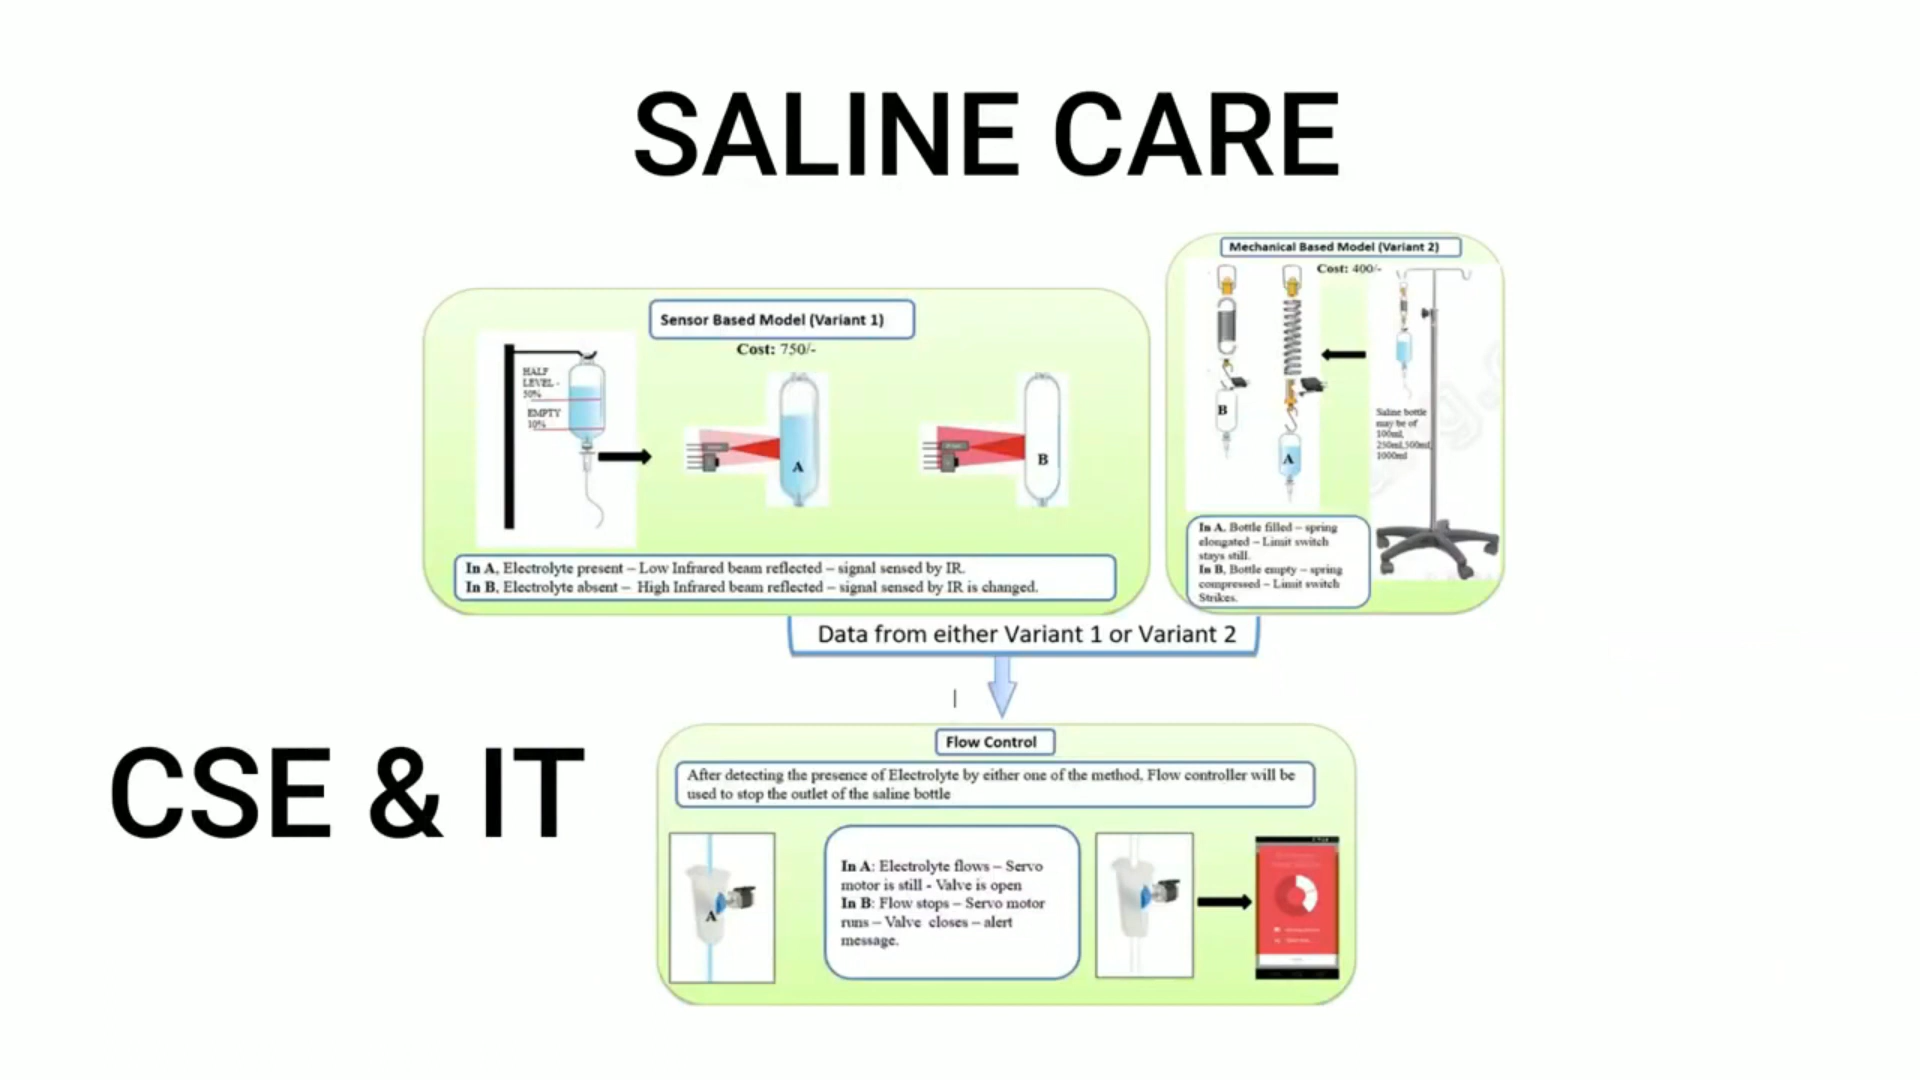 SALINE CARE
Mechanical Based Model (Variant 2)
Cost: 400/-
Sensor Based Model (Variant 1)
Cost: 750/-
HALF
LEVEL -
50%
EMPTY
10%
A
B
B
A
Saline bottle
may be of
100ml,
250ml,500ml,
1000ml
In A, Bottle filled – spring
elongated – Limit switch
stays still.
In B, Bottle empty – spring
compressed – Limit switch
Strikes.
In A, Electrolyte present – Low Infrared beam reflected – signal sensed by IR.
In B, Electrolyte absent – High Infrared beam reflected – signal sensed by IR is changed.
Data from either Variant 1 or Variant 2
CSE & IT
Flow Control
After detecting the presence of Electrolyte by either one of the method, Flow controller will be
used to stop the outlet of the saline bottle
A
In A: Electrolyte flows – Servo
motor is still - Valve is open
In B: Flow stops – Servo motor
runs – Valve closes – alert
message.